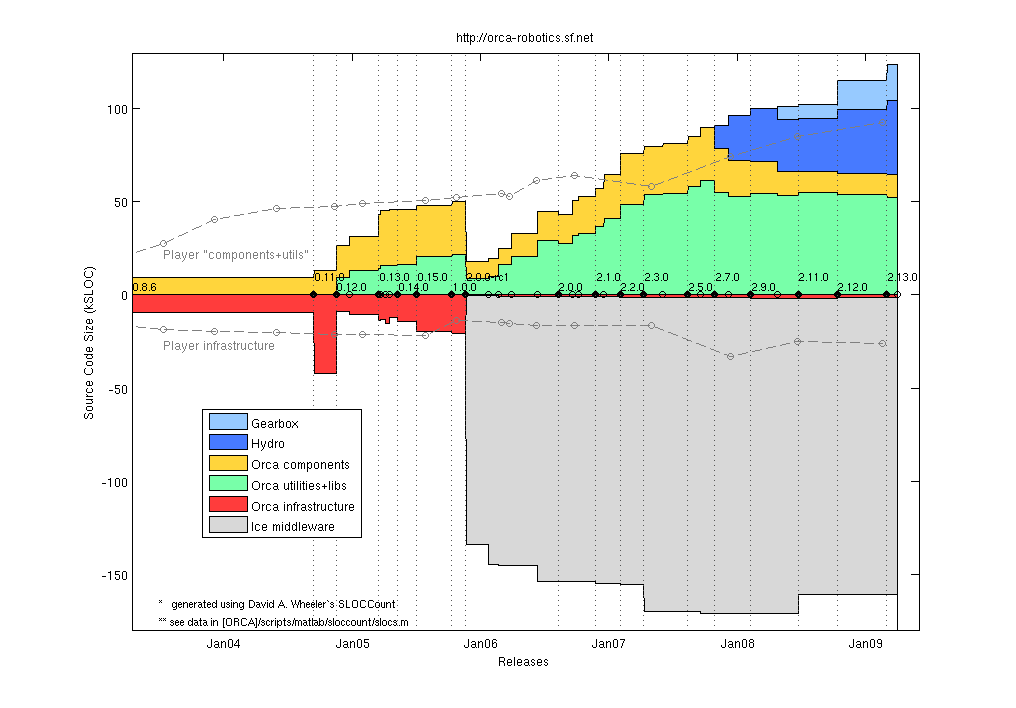 http://orca-robotics.sf.net
Source Code Size (kSLOC)
100
50
0
-50
-100
-150
Player "components+utils"
0.8.6
0.11.0
0.12.0
0.13.0
0.14.0
0.15.0
1.0.0
2.0.0-rc1
2.0.0
2.1.0
2.2.0
2.3.0
2.5.0
2.7.0
2.9.0
2.11.0
2.12.0
2.13.0
Player infrastructure
Gearbox
Hydro
Orca components
Orca utilities+libs
Orca infrastructure
Ice middleware
* generated using David A. Wheeler`s SLOCCount
** see data in [ORCA]/scripts/matlab/sloccount/slocs.m
Jan04
Jan05
Jan06
Jan07
Jan08
Jan09
Releases